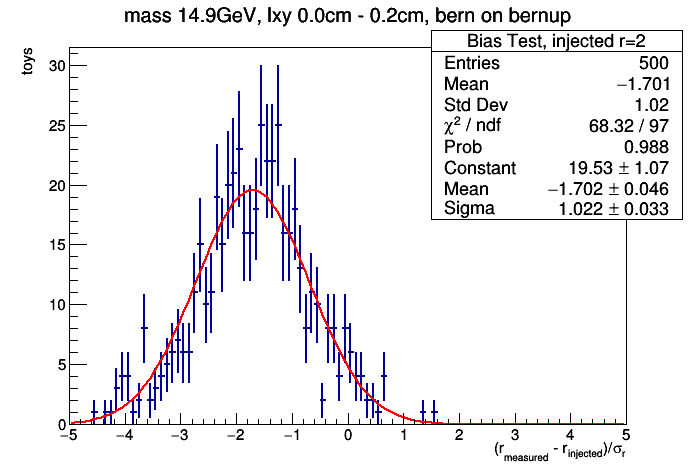 mass 14.9GeV, lxy 0.0cm - 0.2cm, bern on bernup
toys
Bias Test, injected r=2
Entries 500
Mean −1.701
Std Dev 1.02
χ² / ndf 68.32 / 97
Prob 0.988
Constant 19.53 ± 1.07
Mean −1.702 ± 0.046
Sigma 1.022 ± 0.033
30
25
20
15
10
5
0
−5 −4 −3 −2 −1 0 1 2 3 4 5
(r_measured - r_injected)/σ_r